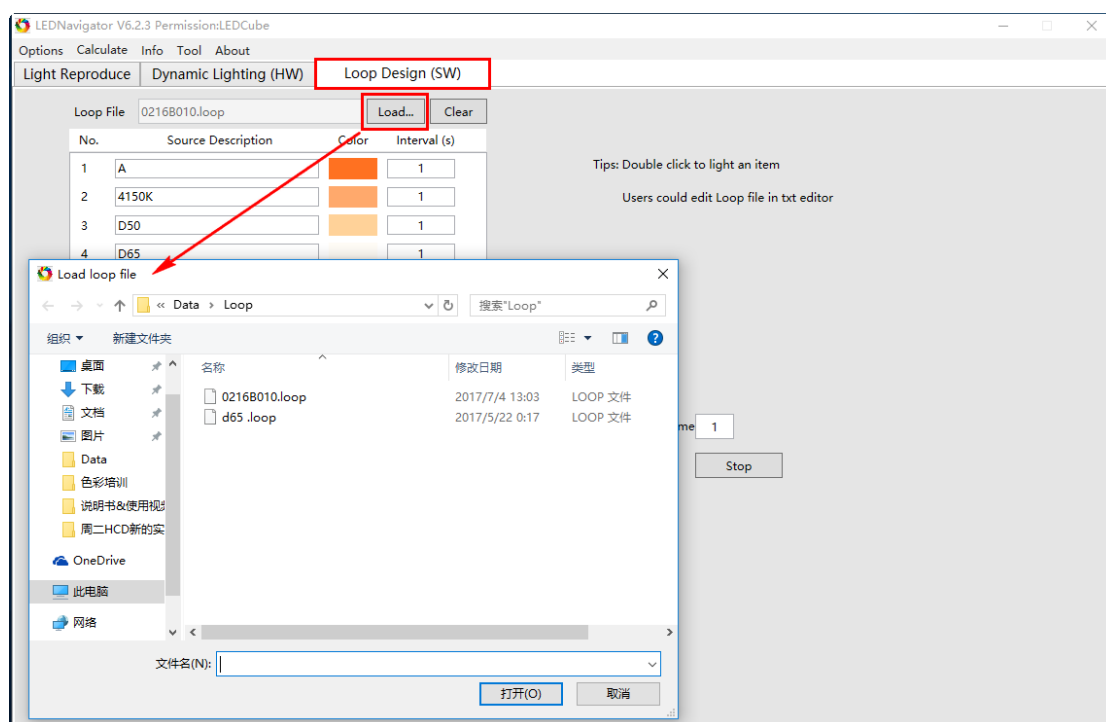 LEDNavigator V6.2.3 Permission:LEDCube
Options Calculate Info Tool About
Light Reproduce Dynamic Lighting (HW) Loop Design (SW)
Loop File 0216B010.loop Load... Clear
No. Source Description Color Interval (s)
1 A 1
2 4150K 1
3 D50 1
4 D65 1
Tips: Double click to light an item
Users could edit Loop file in txt editor
Load loop file
« Data › Loop 搜索"Loop"
组织 新建文件夹
名称 修改日期 类型
0216B010.loop 2017/7/4 13:03 LOOP 文件
d65 .loop 2017/5/22 0:17 LOOP 文件
桌面
下载
文档
图片
Data
色彩培训
说明书&使用视
周二HCD新的实
OneDrive
此电脑
网络
me 1
Stop
文件名(N):
打开(O) 取消